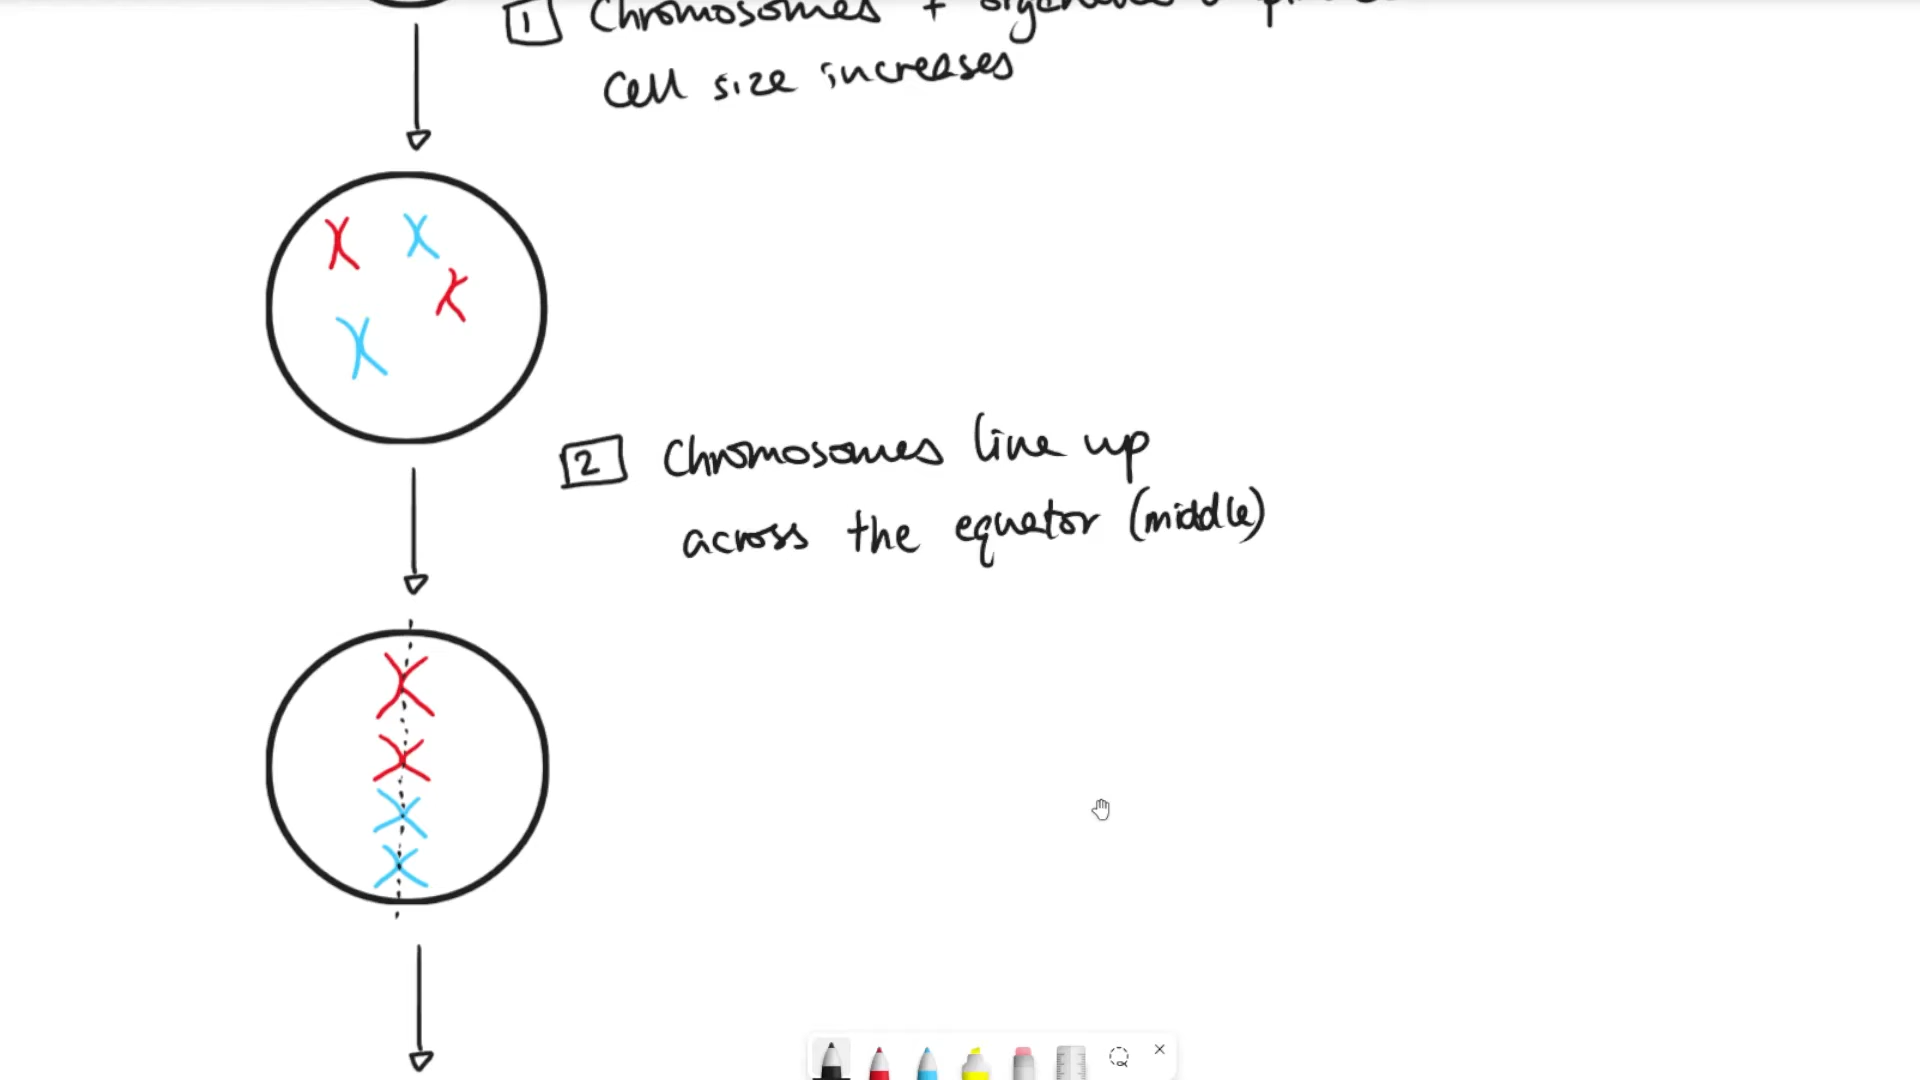 1 Chromosomes +
Cell size increases
2 Chromosomes line up
across the equator (middle)